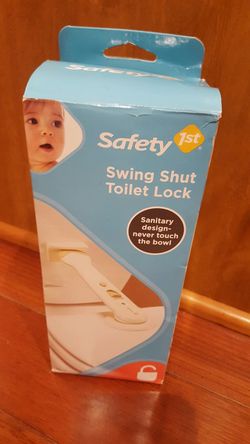 Safety 1st
Swing Shut
Toilet Lock
Sanitary
design-
never touch
the bowl